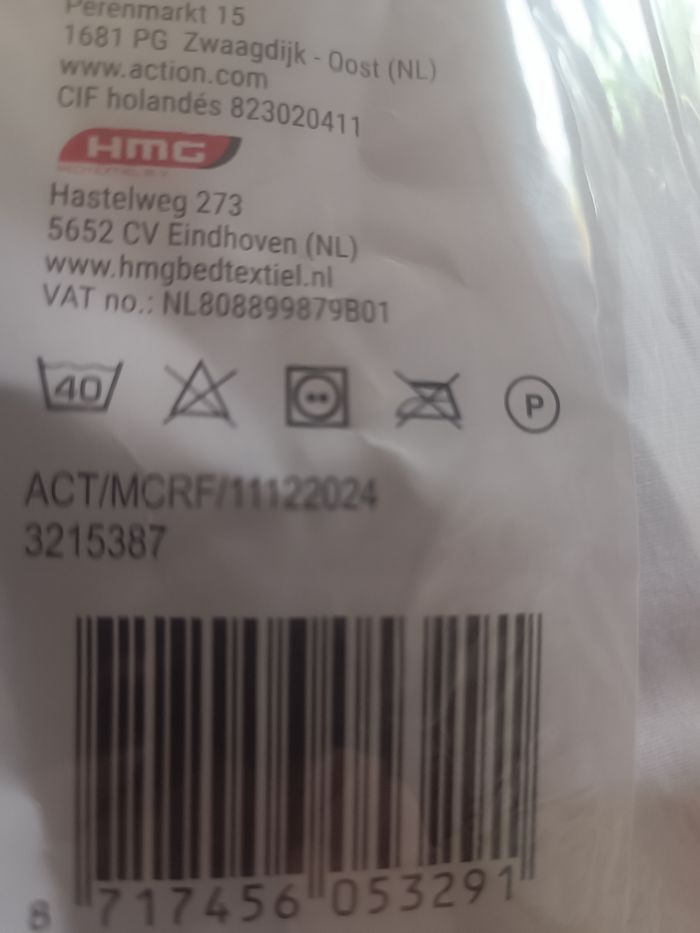 Perenmarkt 15
1681 PG Zwaagdijk - Oost (NL)
www.action.com
CIF holandés 823020411
HMG
Hastelweg 273
5652 CV Eindhoven (NL)
www.hmgbedtextiel.nl
VAT no.: NL808899879B01
40 P
ACT/MCRF/11122024
3215387
8 717456 053291